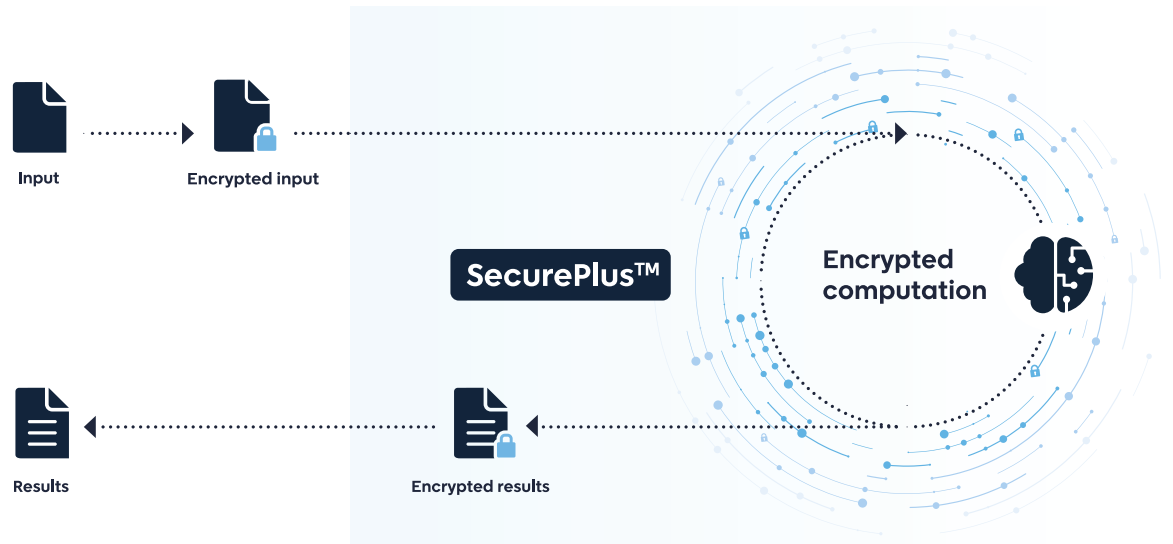 Input
Encrypted input
SecurePlus™
Encrypted
computation
Results
Encrypted results